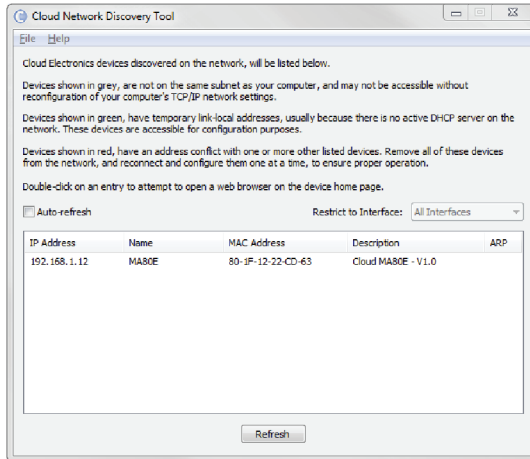 Cloud Network Discovery Tool
File Help
Cloud Electronics devices discovered on the network, will be listed below.
Devices shown in grey, are not on the same subnet as your computer, and may not be accessible without
reconfiguration of your computer's TCP/IP network settings.
Devices shown in green, have temporary link-local addresses, usually because there is no active DHCP server on the
network. These devices are accessible for configuration purposes.
Devices shown in red, have an address conflict with one or more other listed devices. Remove all of these devices
from the network, and reconnect and configure them one at a time, to ensure proper operation.
Double-click on an entry to attempt to open a web browser on the device home page.
Auto-refresh Restrict to Interface: All Interfaces
IP Address Name MAC Address Description ARP
192.168.1.12 MA80E 80-1F-12-22-CD-63 Cloud MA80E - V1.0
Refresh